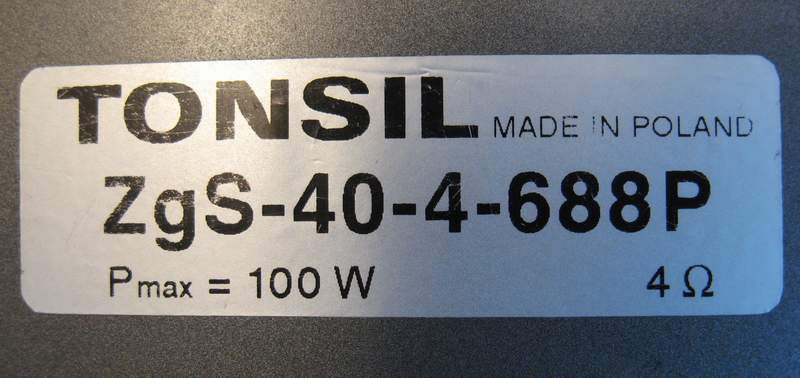 TONSIL MADE IN POLAND
ZgS-40-4-688P
Pmax = 100 W 4 Ω